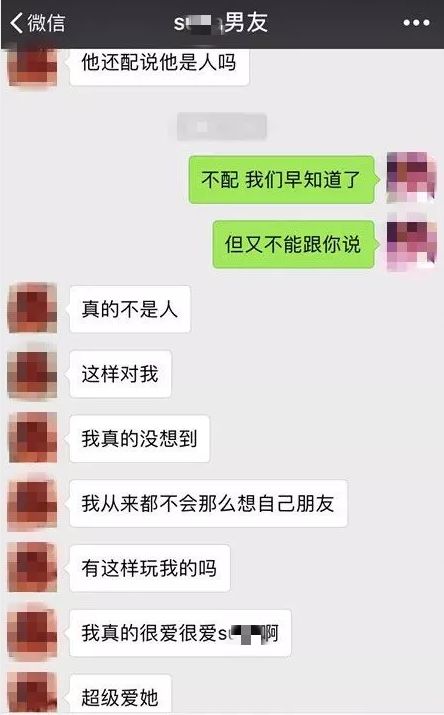 微信
su男友
他还配说他是人吗
不配 我们早知道了
但又不能跟你说
真的不是人
这样对我
我真的没想到
我从来都不会那么想自己朋友
有这样玩我的吗
我真的很爱很爱su啊
超级爱她